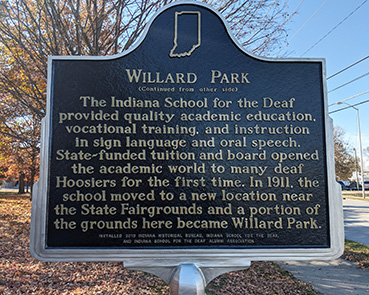 WILLARD PARK
(Continued from other side)
The Indiana School for the Deaf
provided quality academic education,
vocational training, and instruction
in sign language and oral speech.
State-funded tuition and board opened
the academic world to many deaf
Hoosiers for the first time. In 1911, the
school moved to a new location near
the State Fairgrounds and a portion of
the grounds here became Willard Park.
INSTALLED 2019 INDIANA HISTORICAL BUREAU, INDIANA SCHOOL FOR THE DEAF,
AND INDIANA SCHOOL FOR THE DEAF ALUMNI ASSOCIATION